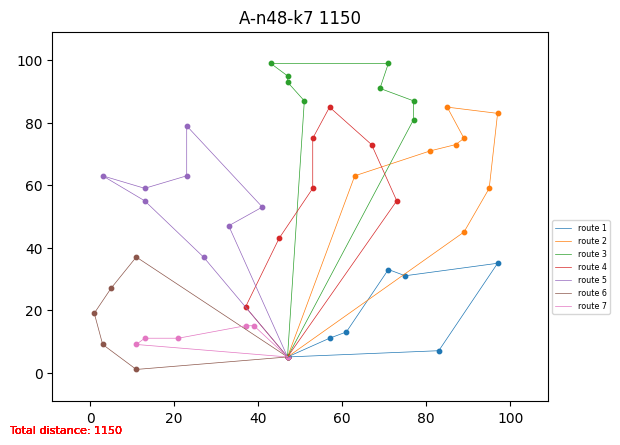 A-n48-k7 1150
100
80
60
40
20
0
0 20 40 60 80 100
route 1
route 2
route 3
route 4
route 5
route 6
route 7
Total distance: 1150